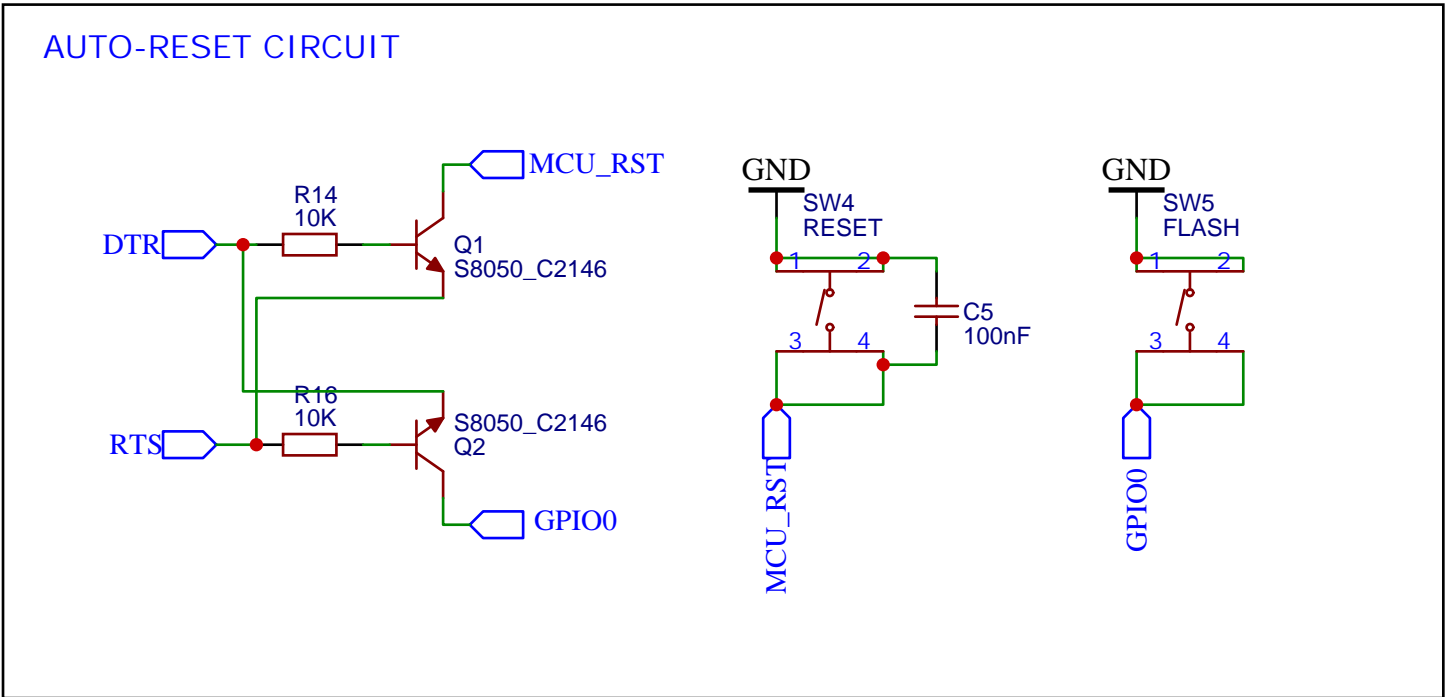 AUTO-RESET CIRCUIT
MCU_RST
R14
10K
DTR
Q1
S8050_C2146
R16
10K
RTS
S8050_C2146
Q2
GPIO0
GND
SW4
RESET
1 2
3 4
C5
100nF
MCU_RST
GND
SW5
FLASH
1 2
3 4
GPIO0